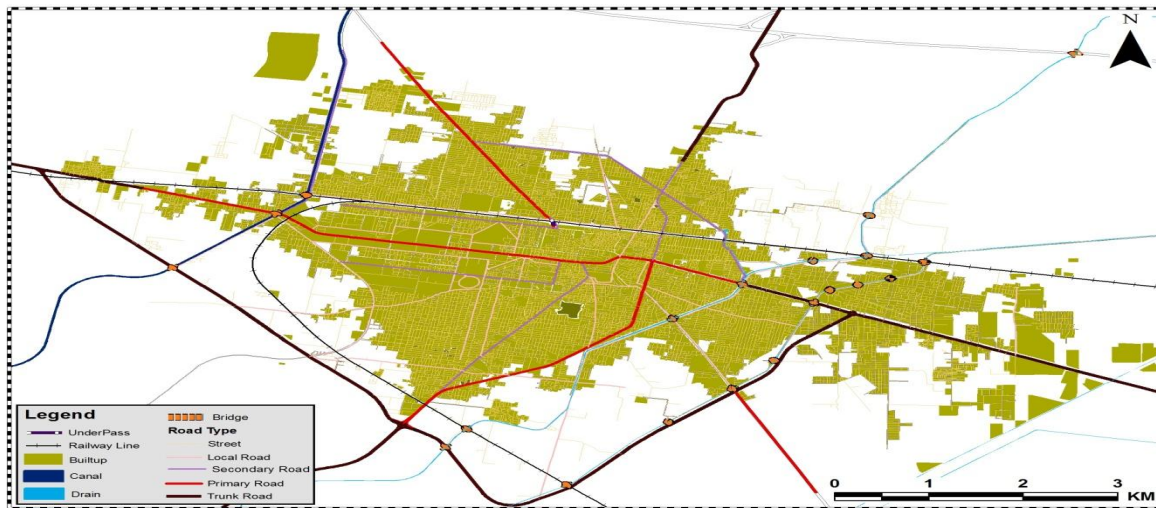 N
Legend
UnderPass
Railway Line
Builtup
Canal
Drain
Bridge
Road Type
Street
Local Road
Secondary Road
Primary Road
Trunk Road
0 1 2 3
KM